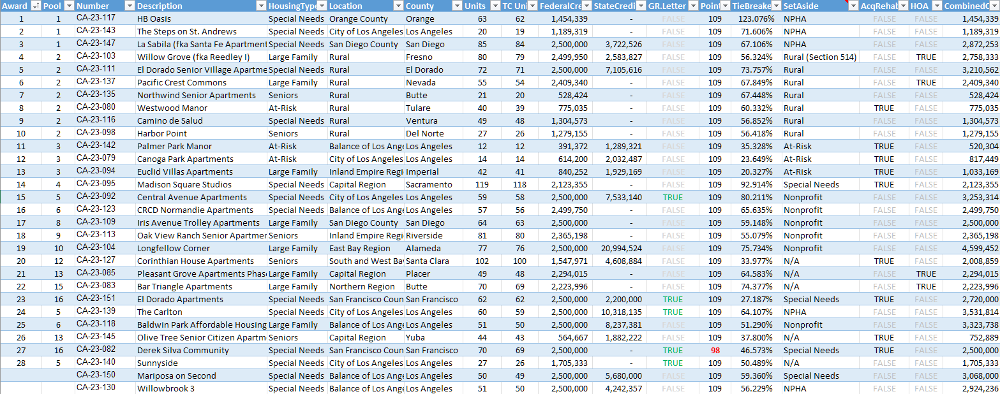 Award Pool Number Description HousingType Location County Units TC Uni FederalCre StateCredi GR.Letter Poin TieBreake SetAside AcqRehab HOA CombinedC
1 1 CA-23-117 HB Oasis Special Needs Orange County Orange 63 62 1,454,339 - FALSE 109 123.076% NPHA FALSE FALSE 1,454,339
2 1 CA-23-143 The Steps on St. Andrews Special Needs City of Los Angeles Los Angeles 20 19 1,189,319 - FALSE 109 71.606% NPHA FALSE FALSE 1,189,319
3 1 CA-23-147 La Sabila (fka Santa Fe Apartment Special Needs San Diego County San Diego 85 84 2,500,000 3,722,526 FALSE 109 67.106% NPHA FALSE FALSE 2,872,253
4 2 CA-23-103 Willow Grove (fka Reedley I) Large Family Rural Fresno 80 79 2,499,950 2,583,827 FALSE 109 56.324% Rural (Section 514) FALSE TRUE 2,758,333
5 2 CA-23-111 El Dorado Senior Village Apartme Special Needs Rural El Dorado 72 71 2,500,000 7,105,616 FALSE 109 73.757% Rural FALSE FALSE 3,210,562
6 2 CA-23-137 Pacific Crest Commons Large Family Rural Nevada 55 54 2,409,340 - FALSE 109 67.849% Rural FALSE TRUE 2,409,340
7 2 CA-23-135 Northwind Senior Apartments Seniors Rural Butte 21 20 528,424 - FALSE 109 67.448% Rural FALSE FALSE 528,424
8 2 CA-23-080 Westwood Manor At-Risk Rural Tulare 40 39 775,035 - FALSE 109 60.332% Rural TRUE FALSE 775,035
9 2 CA-23-116 Camino de Salud Special Needs Rural Ventura 49 48 1,304,573 - FALSE 109 56.852% Rural FALSE FALSE 1,304,573
10 2 CA-23-098 Harbor Point Seniors Rural Del Norte 27 26 1,279,155 - FALSE 109 56.418% Rural FALSE FALSE 1,279,155
11 3 CA-23-142 Palmer Park Manor At-Risk Balance of Los Ange Los Angeles 12 12 391,372 1,289,321 FALSE 109 35.328% At-Risk TRUE FALSE 520,304
12 3 CA-23-079 Canoga Park Apartments At-Risk City of Los Angeles Los Angeles 14 14 614,200 2,032,487 FALSE 109 23.649% At-Risk TRUE FALSE 817,449
13 3 CA-23-094 Euclid Villas Apartments Large Family Inland Empire Regi Imperial 42 41 840,252 1,929,169 FALSE 109 20.327% At-Risk TRUE FALSE 1,033,169
14 4 CA-23-095 Madison Square Studios Special Needs Capital Region Sacramento 119 118 2,123,355 - FALSE 109 92.914% Special Needs TRUE FALSE 2,123,355
15 5 CA-23-092 Central Avenue Apartments Special Needs City of Los Angeles Los Angeles 59 58 2,500,000 7,533,140 TRUE 109 80.211% Nonprofit FALSE FALSE 3,253,314
16 6 CA-23-123 CRCD Normandie Apartments Special Needs Balance of Los Ange Los Angeles 57 56 2,499,750 - FALSE 109 65.635% Nonprofit FALSE FALSE 2,499,750
17 8 CA-23-109 Iris Avenue Trolley Apartments Large Family San Diego County San Diego 64 63 2,500,000 - FALSE 109 59.148% Nonprofit FALSE FALSE 2,500,000
18 9 CA-23-113 Oak View Ranch Senior Apartmer Seniors Inland Empire Regi Riverside 81 80 2,365,198 - FALSE 109 55.079% Nonprofit FALSE FALSE 2,365,198
19 10 CA-23-104 Longfellow Corner Large Family East Bay Region Alameda 77 76 2,500,000 20,994,524 FALSE 109 75.734% Nonprofit FALSE FALSE 4,599,452
20 12 CA-23-127 Corinthian House Apartments Seniors South and West Bay Santa Clara 102 100 1,547,971 4,608,884 FALSE 109 33.977% N/A TRUE FALSE 2,008,859
21 13 CA-23-085 Pleasant Grove Apartments Phase Large Family Capital Region Placer 49 48 2,294,015 - FALSE 109 64.583% N/A FALSE TRUE 2,294,015
22 15 CA-23-083 Bar Triangle Apartments Large Family Northern Region Butte 70 69 2,223,996 - FALSE 109 74.377% N/A FALSE TRUE 2,223,996
23 16 CA-23-151 El Dorado Apartments Special Needs San Francisco Coun San Francisco 62 62 2,500,000 2,200,000 TRUE 109 27.187% Special Needs TRUE FALSE 2,720,000
24 5 CA-23-139 The Carlton Special Needs City of Los Angeles Los Angeles 60 59 2,500,000 10,318,135 TRUE 109 64.107% NPHA FALSE FALSE 3,531,814
25 6 CA-23-118 Baldwin Park Affordable Housing Large Family Balance of Los Ange Los Angeles 51 50 2,500,000 8,237,381 FALSE 109 51.290% Nonprofit FALSE FALSE 3,323,738
26 13 CA-23-145 Olive Tree Senior Citizen Apartm Seniors Capital Region Yuba 44 43 564,667 1,882,222 FALSE 109 37.800% N/A TRUE FALSE 752,889
27 16 CA-23-082 Derek Silva Community Special Needs San Francisco Coun San Francisco 70 69 2,500,000 - TRUE 98 46.573% Special Needs TRUE FALSE 2,500,000
28 5 CA-23-140 Sunnyside Special Needs City of Los Angeles Los Angeles 27 26 1,705,333 - TRUE 109 50.489% N/A FALSE FALSE 1,705,333
CA-23-150 Mariposa on Second Special Needs Balance of Los Ange Los Angeles 50 49 2,500,000 5,680,000 FALSE 109 59.360% Special Needs FALSE FALSE 3,068,000
CA-23-130 Willowbrook 3 Special Needs Balance of Los Ange Los Angeles 51 50 2,500,000 4,242,357 FALSE 109 56.229% NPHA FALSE FALSE 2,924,236